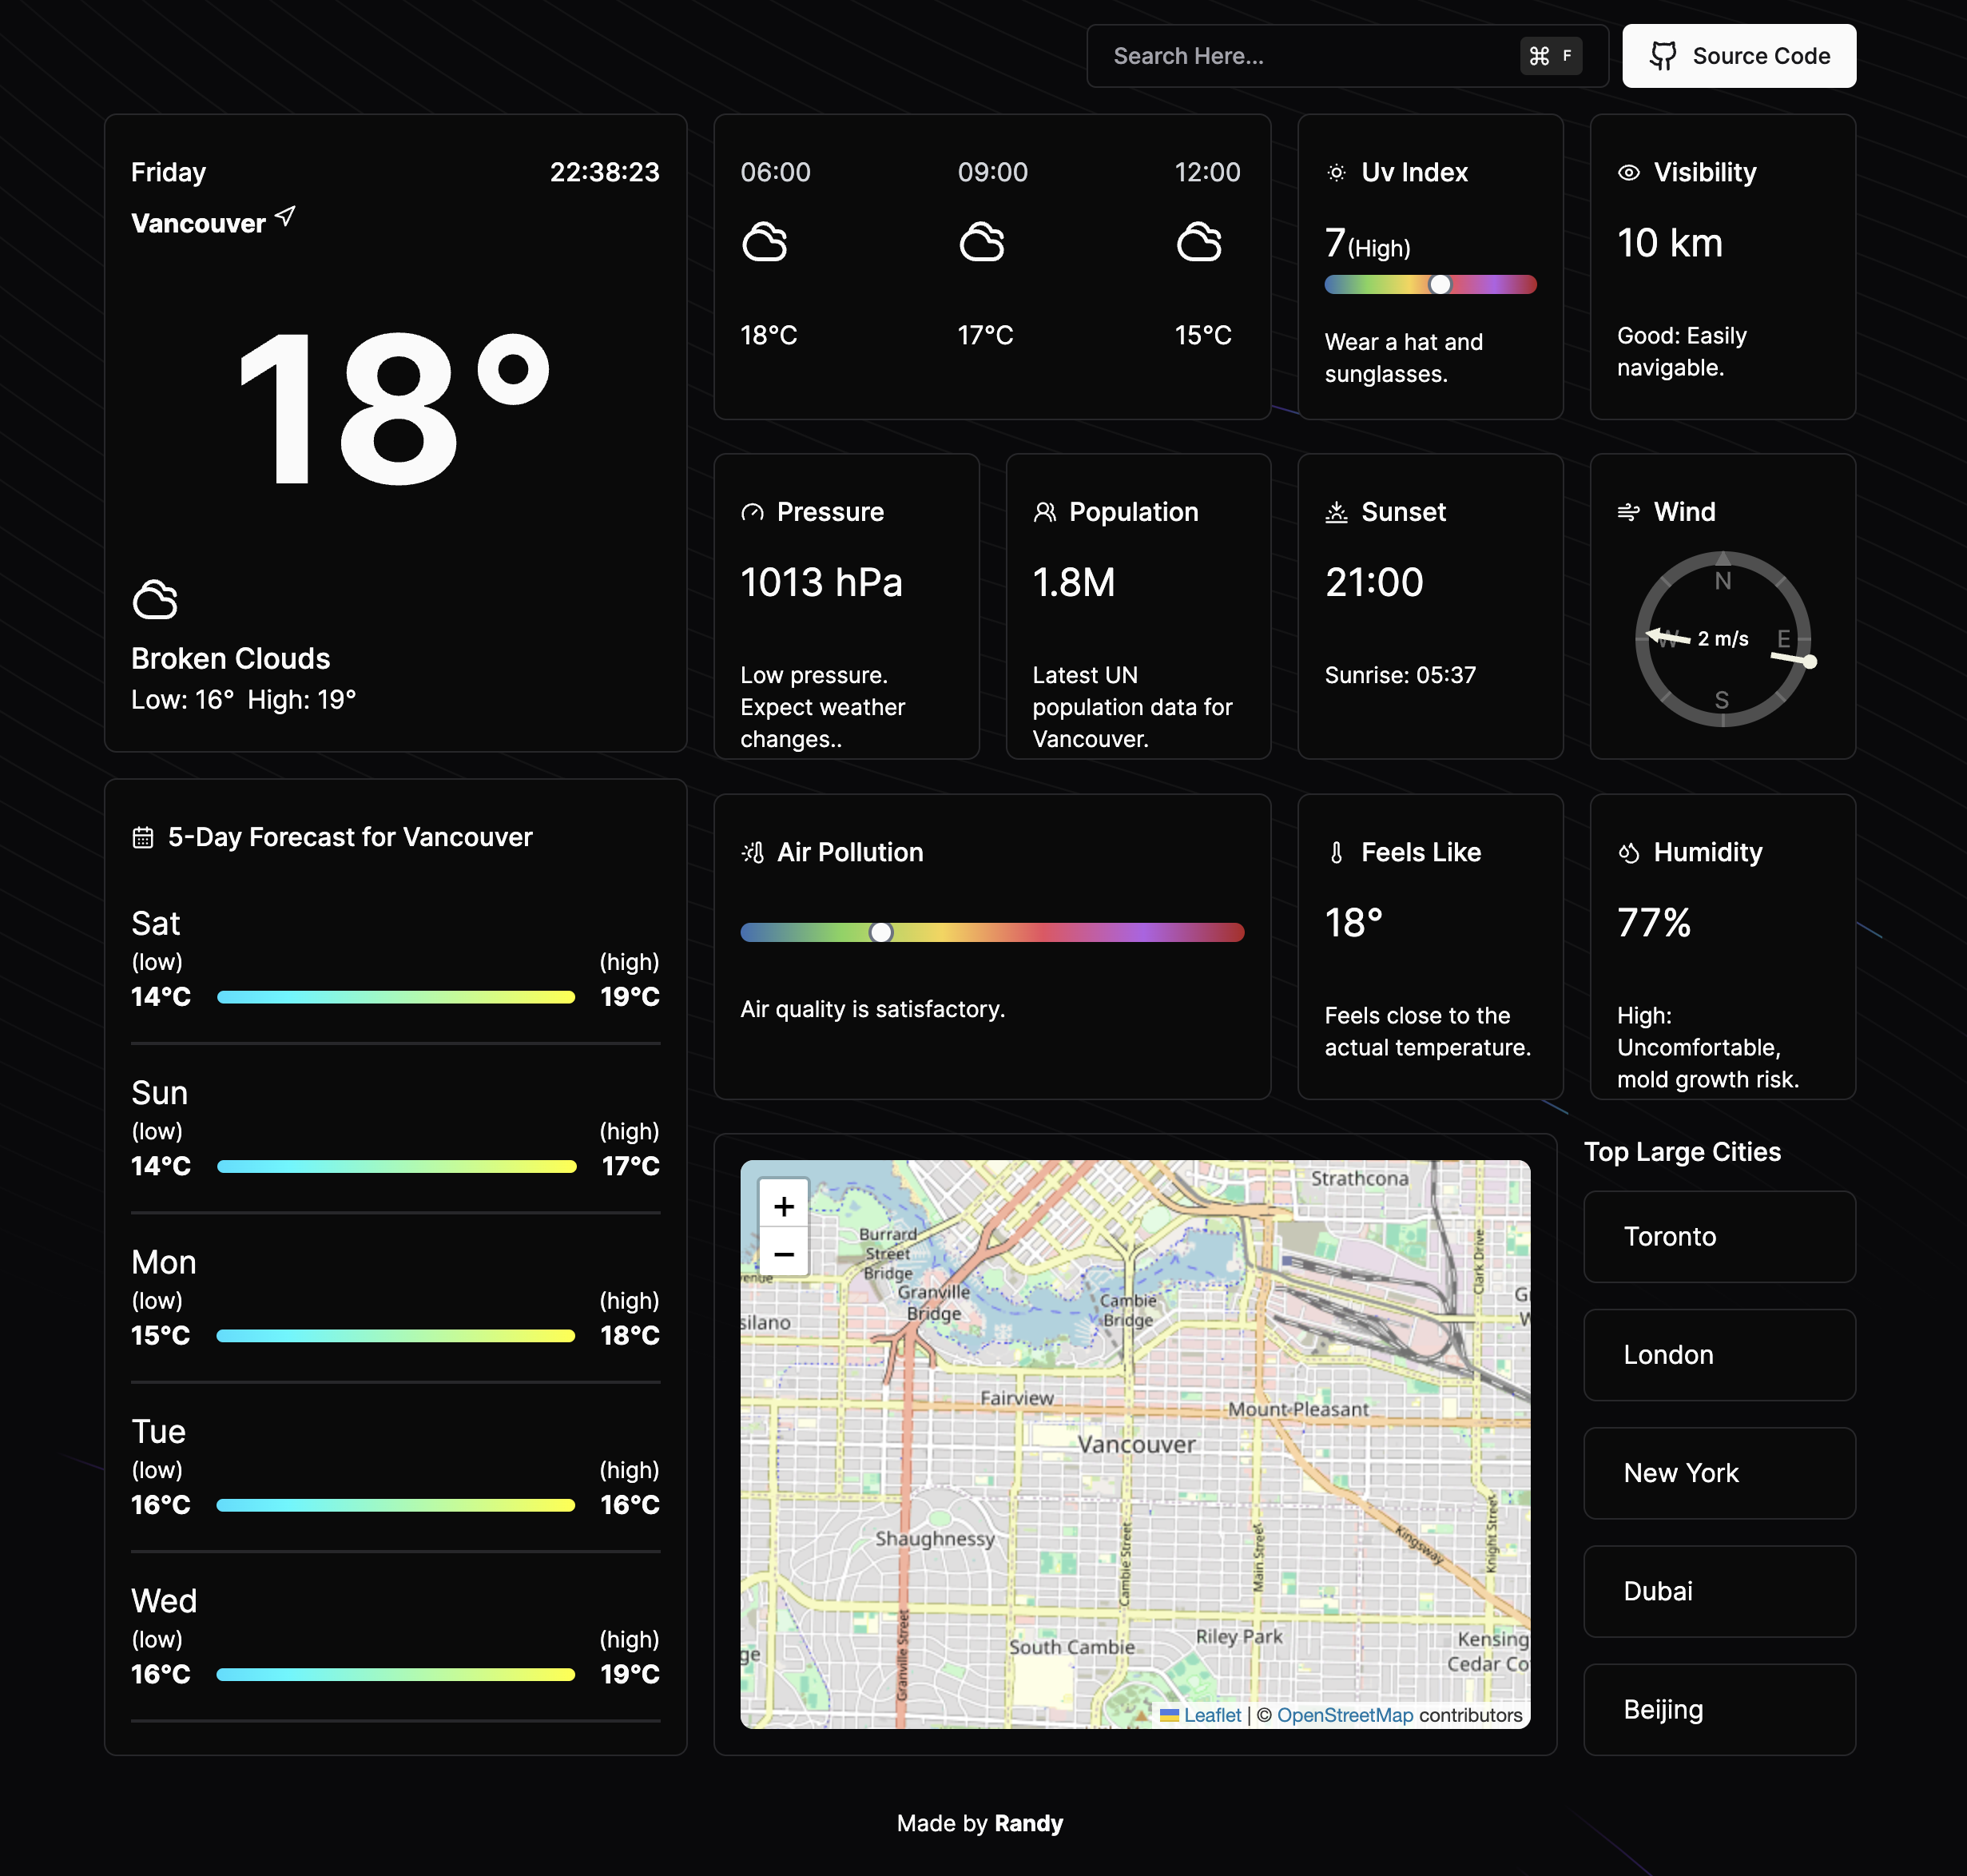 Search Here...
⌘ F
Source Code
Friday
22:38:23
Vancouver
18°
Broken Clouds
Low: 16° High: 19°
06:00 09:00 12:00
18°C 17°C 15°C
Uv Index
7(High)
Wear a hat and
sunglasses.
Visibility
10 km
Good: Easily
navigable.
Pressure
1013 hPa
Low pressure.
Expect weather
changes..
Population
1.8M
Latest UN
population data for
Vancouver.
Sunset
21:00
Sunrise: 05:37
Wind
N
W 2 m/s E
S
5-Day Forecast for Vancouver
Sat
(low) (high)
14°C 19°C
Sun
(low) (high)
14°C 17°C
Mon
(low) (high)
15°C 18°C
Tue
(low) (high)
16°C 16°C
Wed
(low) (high)
16°C 19°C
Air Pollution
Air quality is satisfactory.
Feels Like
18°
Feels close to the
actual temperature.
Humidity
77%
High:
Uncomfortable,
mold growth risk.
+
−
Strathcona
Burrard
Street
Bridge
Granville
Bridge
Cambie
Bridge
Clark Drive
venue
silano
Fairview
Mount Pleasant
Vancouver
Shaughnessy
Kingsway
Knight Street
Cambie Street
Main Street
Granville Street
South Cambie
Riley Park
Kensing
Cedar Co
ge
Leaflet | © OpenStreetMap contributors
Top Large Cities
Toronto
London
New York
Dubai
Beijing
Made by Randy